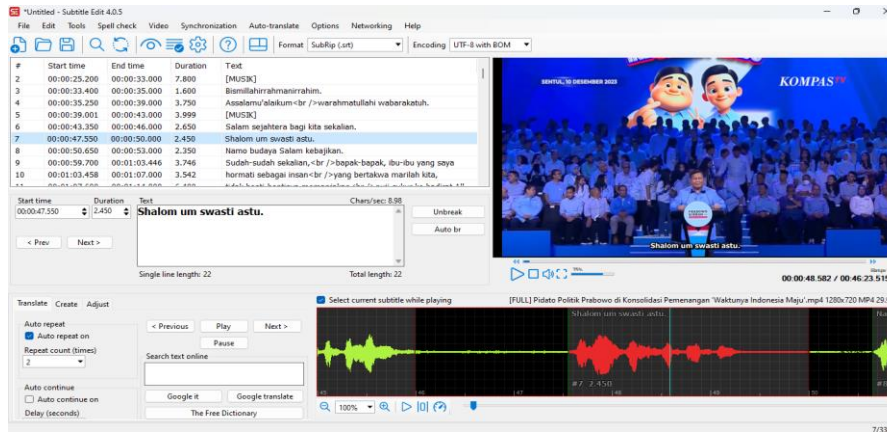 *Untitled - Subtitle Edit 4.0.5
File Edit Tools Spell check Video Synchronization Auto-translate Options Networking Help
Format SubRip (.srt) Encoding UTF-8 with BOM
# Start time End time Duration Text
2 00:00:25.200 00:00:33.000 7.800 [MUSIK]
3 00:00:33.400 00:00:35.000 1.600 Bismillahirrahmanirrahim.
4 00:00:35.250 00:00:39.000 3.750 Assalamu'alaikum<br />warahmatullahi wabarakatuh.
5 00:00:39.001 00:00:43.000 3.999 [MUSIK]
6 00:00:43.350 00:00:46.000 2.650 Salam sejahtera bagi kita sekalian.
7 00:00:47.550 00:00:50.000 2.450 Shalom um swasti astu.
8 00:00:50.650 00:00:53.000 2.350 Namo budaya Salam kebajikan.
9 00:00:59.700 00:01:03.446 3.746 Sudah-sudah sekalian,<br />bapak-bapak, ibu-ibu yang saya
10 00:01:03.458 00:01:07.000 3.542 hormati sebagai insan<br />yang bertakwa marilah kita,
SENTUL, 10 DESEMBER 2023
KOMPAS TV
Shalom um swasti astu.
Start time Duration Text Chars/sec: 8.98
00:00:47.550 2.450 Shalom um swasti astu.
Unbreak
Auto br
< Prev Next >
Single line length: 22 Total length: 22
75%
00:00:48.582 / 00:46:23.519
Translate Create Adjust
Select current subtitle while playing
[FULL] Pidato Politik Prabowo di Konsolidasi Pemenangan 'Waktunya Indonesia Maju'.mp4 1280x720 MP4
Auto repeat
Auto repeat on
Repeat count (times)
2
Auto continue
Auto continue on
Delay (seconds)
< Previous Play Next >
Pause
Search text online
Google it Google translate
The Free Dictionary
Shalom um swasti astu.
#7 2.450
100%
7/33